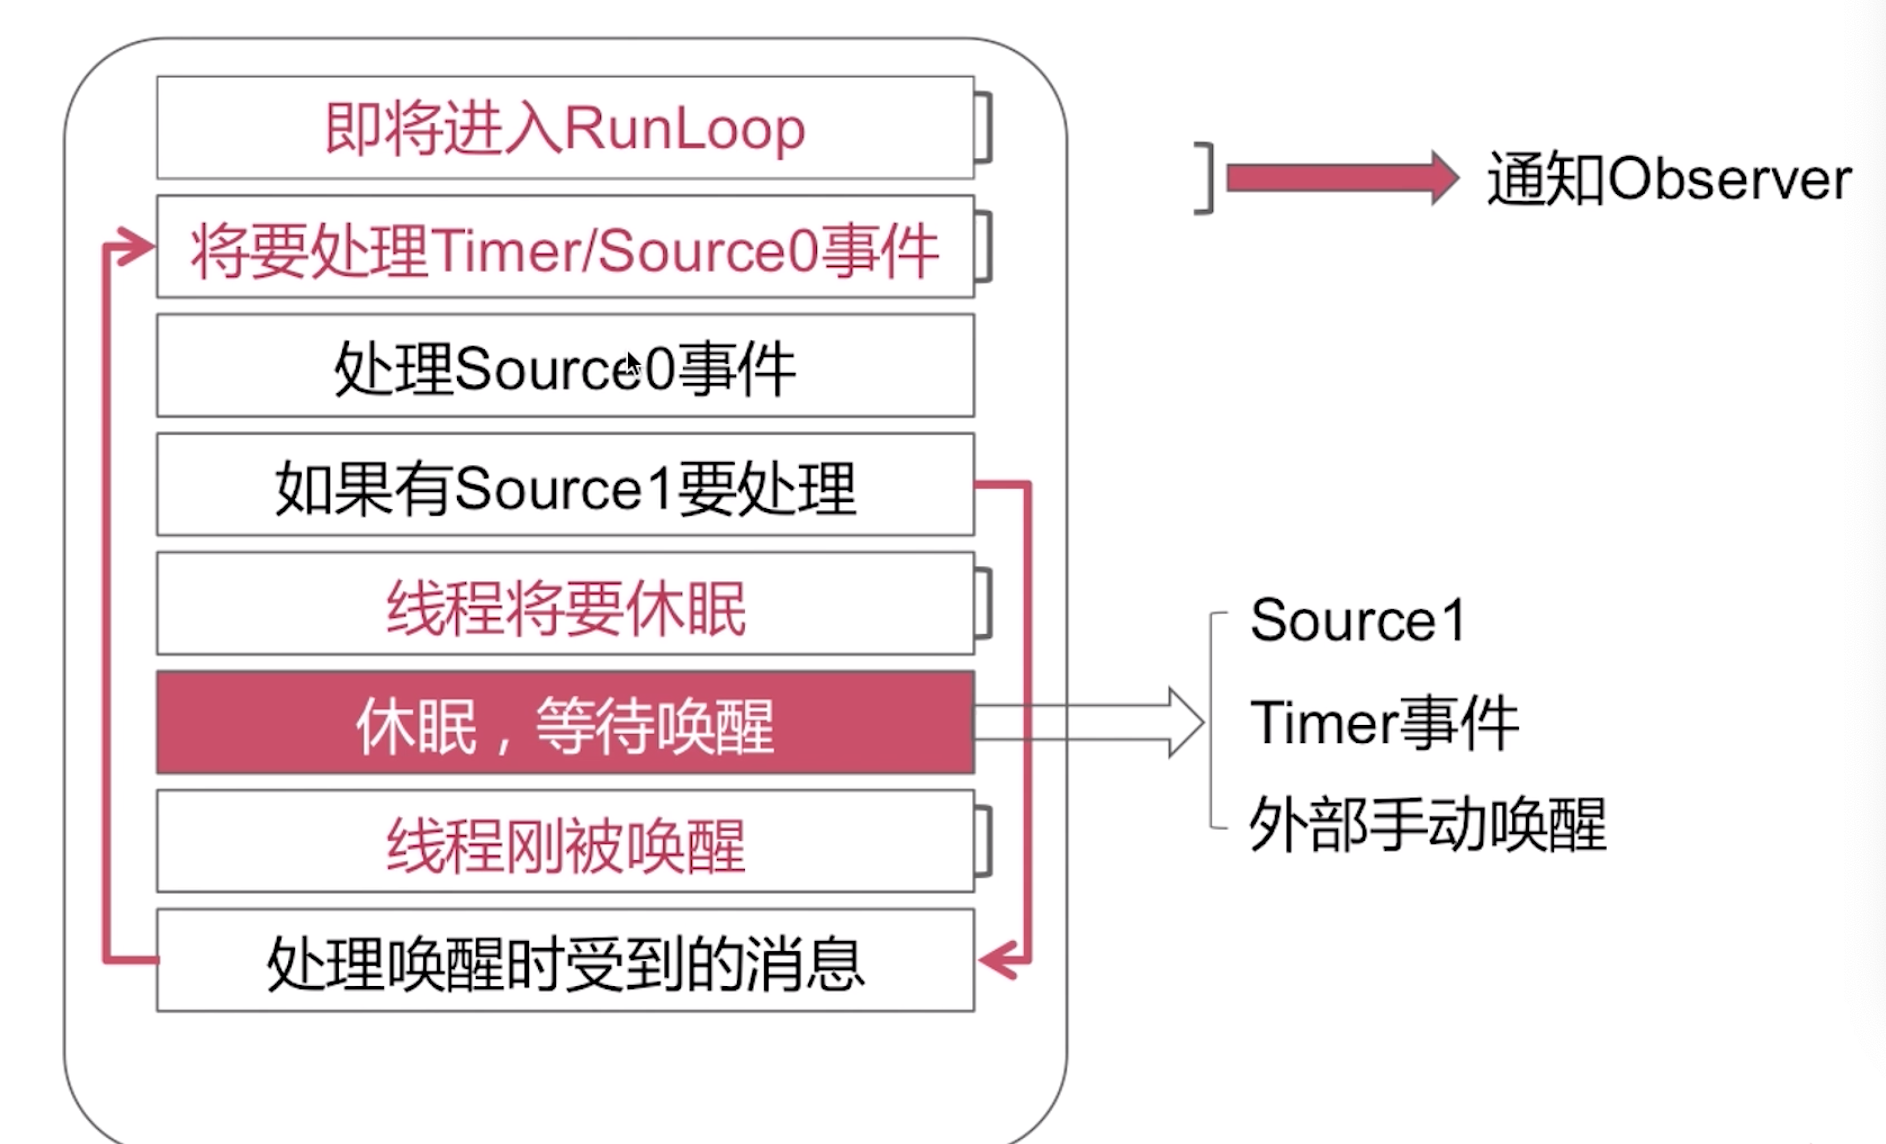 即将进入RunLoop
将要处理Timer/Source0事件
处理Source0事件
如果有Source1要处理
线程将要休眠
休眠，等待唤醒
线程刚被唤醒
处理唤醒时受到的消息
通知Observer
Source1
Timer事件
外部手动唤醒